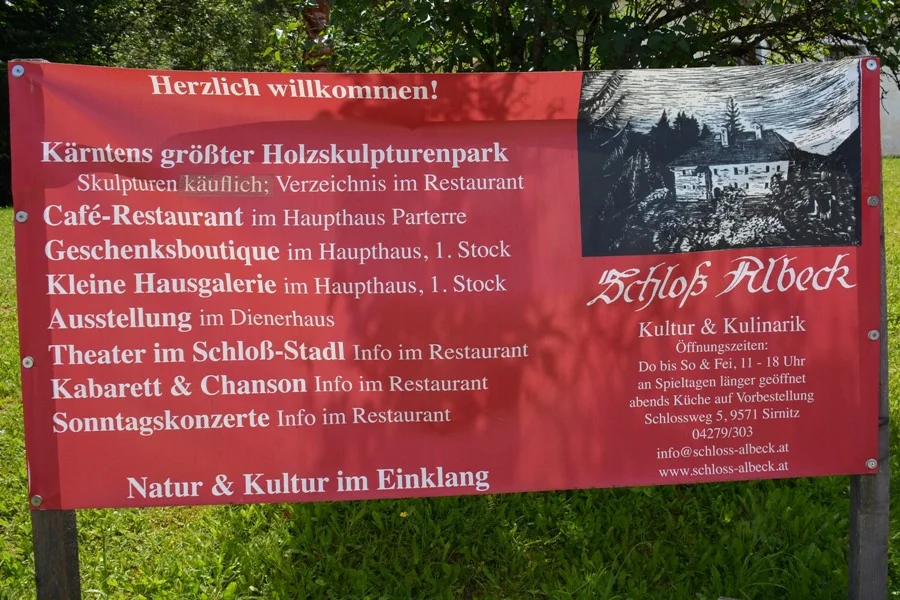 Herzlich willkommen!
Kärntens größter Holzskulpturenpark
Skulpturen käuflich; Verzeichnis im Restaurant
Café-Restaurant im Haupthaus Parterre
Geschenksboutique im Haupthaus, 1. Stock
Kleine Hausgalerie im Haupthaus, 1. Stock
Ausstellung im Dienerhaus
Theater im Schloß-Stadl Info im Restaurant
Kabarett & Chanson Info im Restaurant
Sonntagskonzerte Info im Restaurant
Natur & Kultur im Einklang
Schloß Albeck
Kultur & Kulinarik
Öffnungszeiten:
Do bis So & Fei, 11 - 18 Uhr
an Spieltagen länger geöffnet
abends Küche auf Vorbestellung
Schlossweg 5, 9571 Sirnitz
04279/303
info@schloss-albeck.at
www.schloss-albeck.at